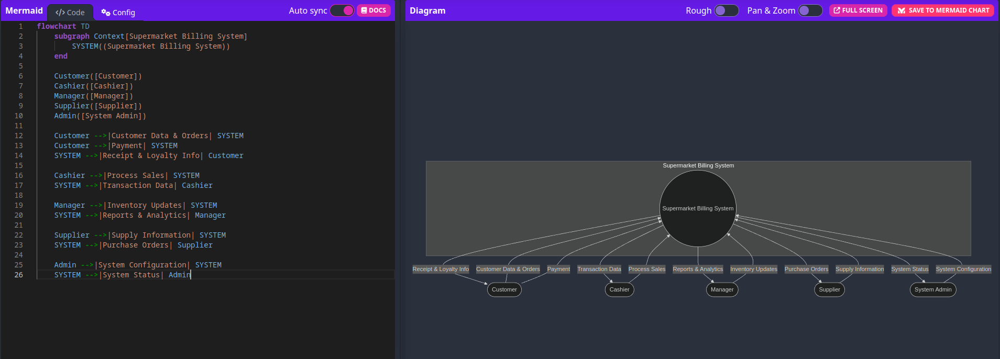 Mermaid </> Code Config Auto sync DOCS
1 flowchart TD
2 subgraph Context[Supermarket Billing System]
3 SYSTEM((Supermarket Billing System))
4 end
5
6 Customer([Customer])
7 Cashier([Cashier])
8 Manager([Manager])
9 Supplier([Supplier])
10 Admin([System Admin])
11
12 Customer -->|Customer Data & Orders| SYSTEM
13 Customer -->|Payment| SYSTEM
14 SYSTEM -->|Receipt & Loyalty Info| Customer
15
16 Cashier -->|Process Sales| SYSTEM
17 SYSTEM -->|Transaction Data| Cashier
18
19 Manager -->|Inventory Updates| SYSTEM
20 SYSTEM -->|Reports & Analytics| Manager
21
22 Supplier -->|Supply Information| SYSTEM
23 SYSTEM -->|Purchase Orders| Supplier
24
25 Admin -->|System Configuration| SYSTEM
26 SYSTEM -->|System Status| Admin
Diagram Rough Pan & Zoom FULL SCREEN SAVE TO MERMAID CHART
Supermarket Billing System
Supermarket Billing System
Receipt & Loyalty Info Customer Data & Orders Payment Transaction Data Process Sales Reports & Analytics Inventory Updates Purchase Orders Supply Information System Status System Configuration
Customer Cashier Manager Supplier System Admin